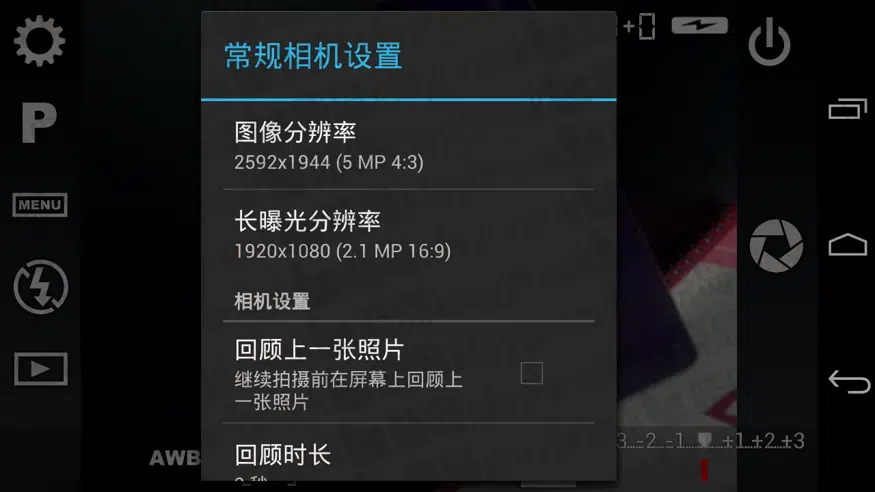 常规相机设置
+0
P
图像分辨率
2592x1944 (5 MP 4:3)
MENU
长曝光分辨率
1920x1080 (2.1 MP 16:9)
相机设置
回顾上一张照片
继续拍摄前在屏幕上回顾上
一张照片
3..-2..-1...+1..+2..+3
AWB
回顾时长